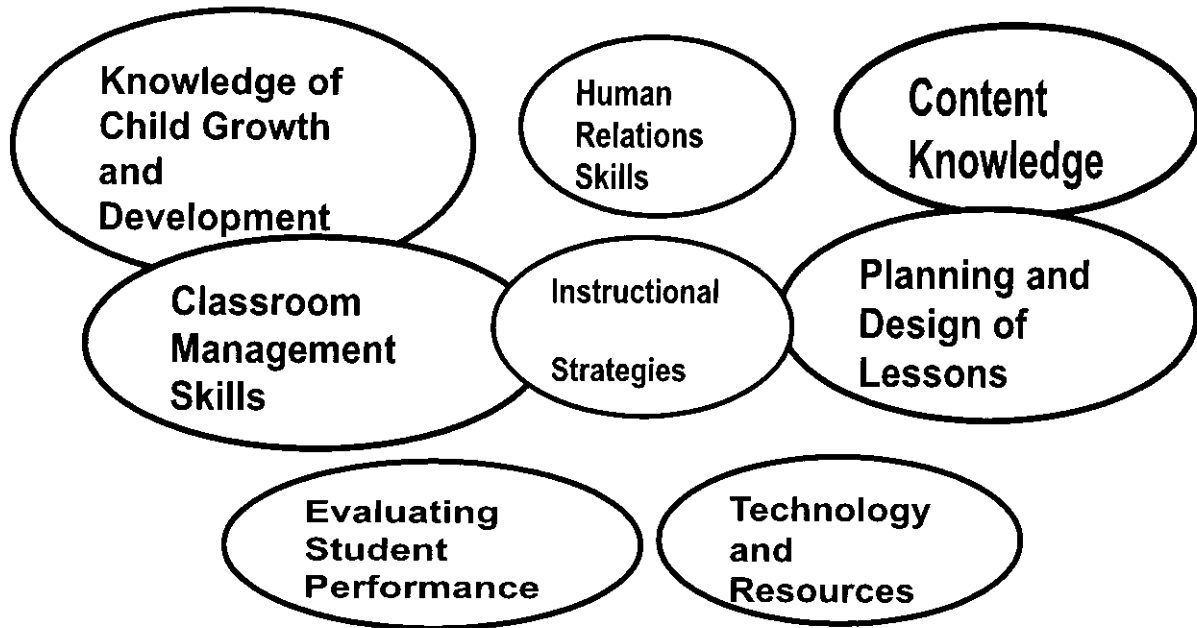 Knowledge of
Child Growth
and
Development
Human
Relations
Skills
Content
Knowledge
Classroom
Management
Skills
Instructional
Strategies
Planning and
Design of
Lessons
Evaluating
Student
Performance
Technology
and
Resources